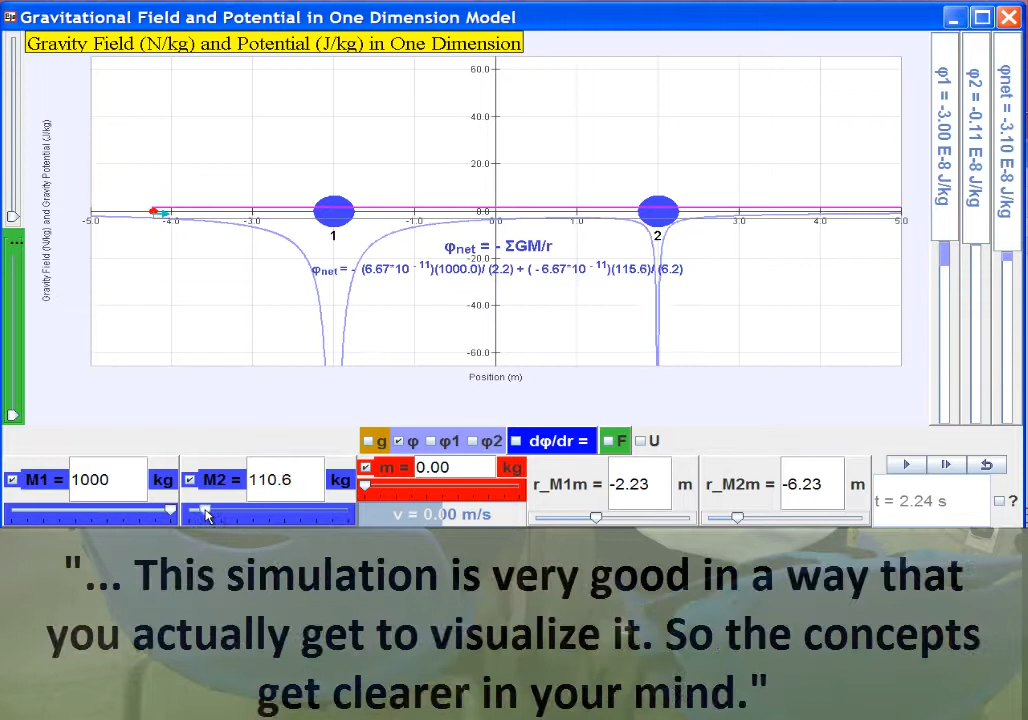 Gravitational Field and Potential in One Dimension Model
Gravity Field (N/kg) and Potential (J/kg) in One Dimension
Gravity Field (N/kg) and Gravity Potential (J/kg)
60.0
40.0
20.0
0.0
-20.0
-40.0
-60.0
-5.0 -4.0 -3.0 -1.0 0.0 1.0 3.0 4.0 5.0
1
2
φnet = - ΣGM/r
φnet = - (6.67*10 - 11)(1000.0)/ (2.2) + ( - 6.67*10 - 11)(115.6)/ (6.2)
Position (m)
φ1 = -3.00 E-8 J/kg
φ2 = -0.11 E-8 J/kg
φnet = -3.10 E-8 J/kg
...
g φ φ1 φ2 dφ/dr = F U
M1 = 1000 kg
M2 = 110.6 kg
m = 0.00 kg
v = 0.00 m/s
r_M1m = -2.23 m
r_M2m = -6.23 m
t = 2.24 s
?
"... This simulation is very good in a way that
you actually get to visualize it. So the concepts
get clearer in your mind."